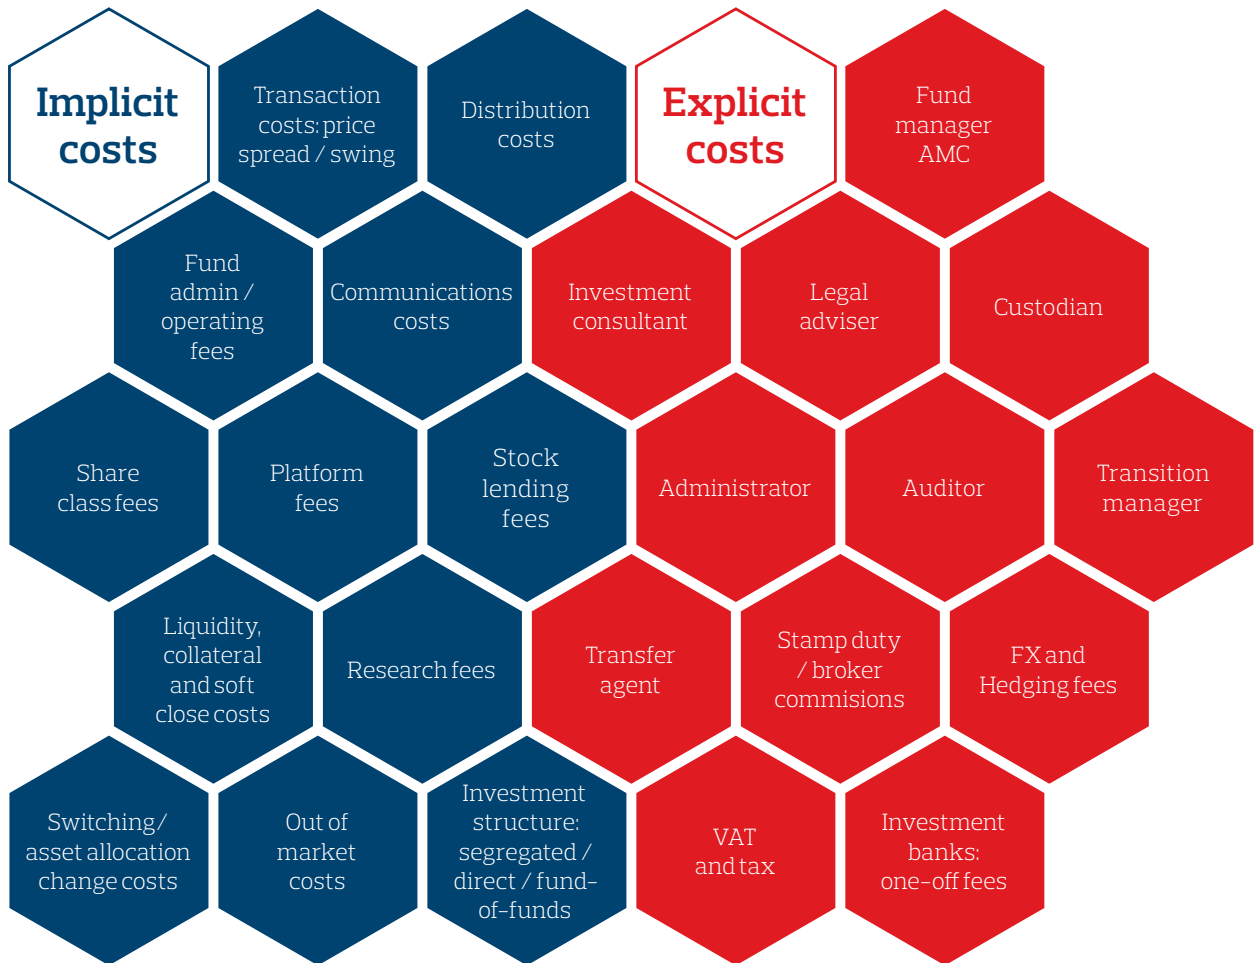 Implicit
costs
Transaction
costs: price
spread / swing
Distribution
costs
Explicit
costs
Fund
manager
AMC
Fund
admin /
operating
fees
Communications
costs
Investment
consultant
Legal
adviser
Custodian
Share
class fees
Platform
fees
Stock
lending
fees
Administrator
Auditor
Transition
manager
Liquidity,
collateral
and soft
close costs
Research fees
Transfer
agent
Stamp duty
/ broker
commisions
FX and
Hedging fees
Switching/
asset allocation
change costs
Out of
market
costs
Investment
structure:
segregated /
direct / fund-
of-funds
VAT
and tax
Investment
banks:
one-off fees